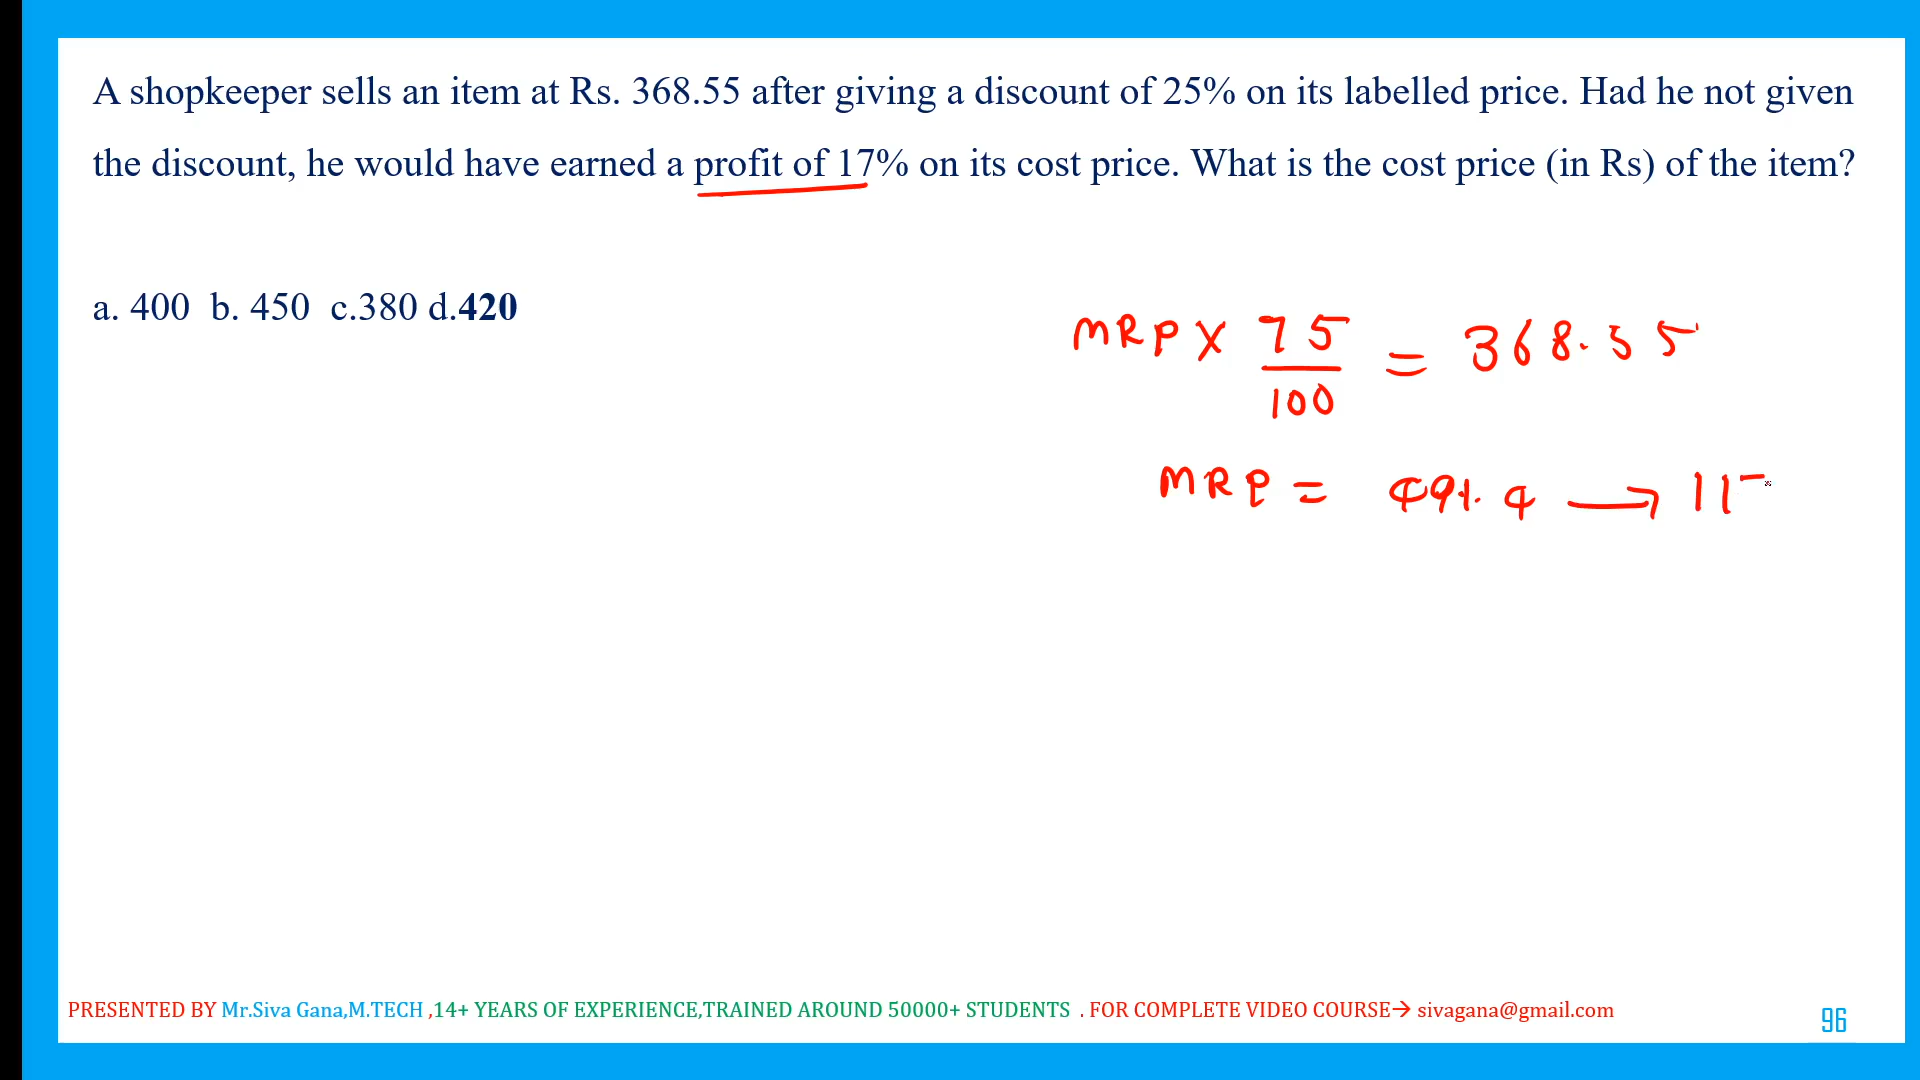 A shopkeeper sells an item at Rs. 368.55 after giving a discount of 25% on its labelled price. Had he not given
the discount, he would have earned a profit of 17% on its cost price. What is the cost price (in Rs) of the item?
a. 400 b. 450 c.380 d.420
MRP X 75/100 = 368.55
MRP = 491.4 → 117
PRESENTED BY Mr.Siva Gana,M.TECH ,14+ YEARS OF EXPERIENCE,TRAINED AROUND 50000+ STUDENTS . FOR COMPLETE VIDEO COURSE→ sivagana@gmail.com
96